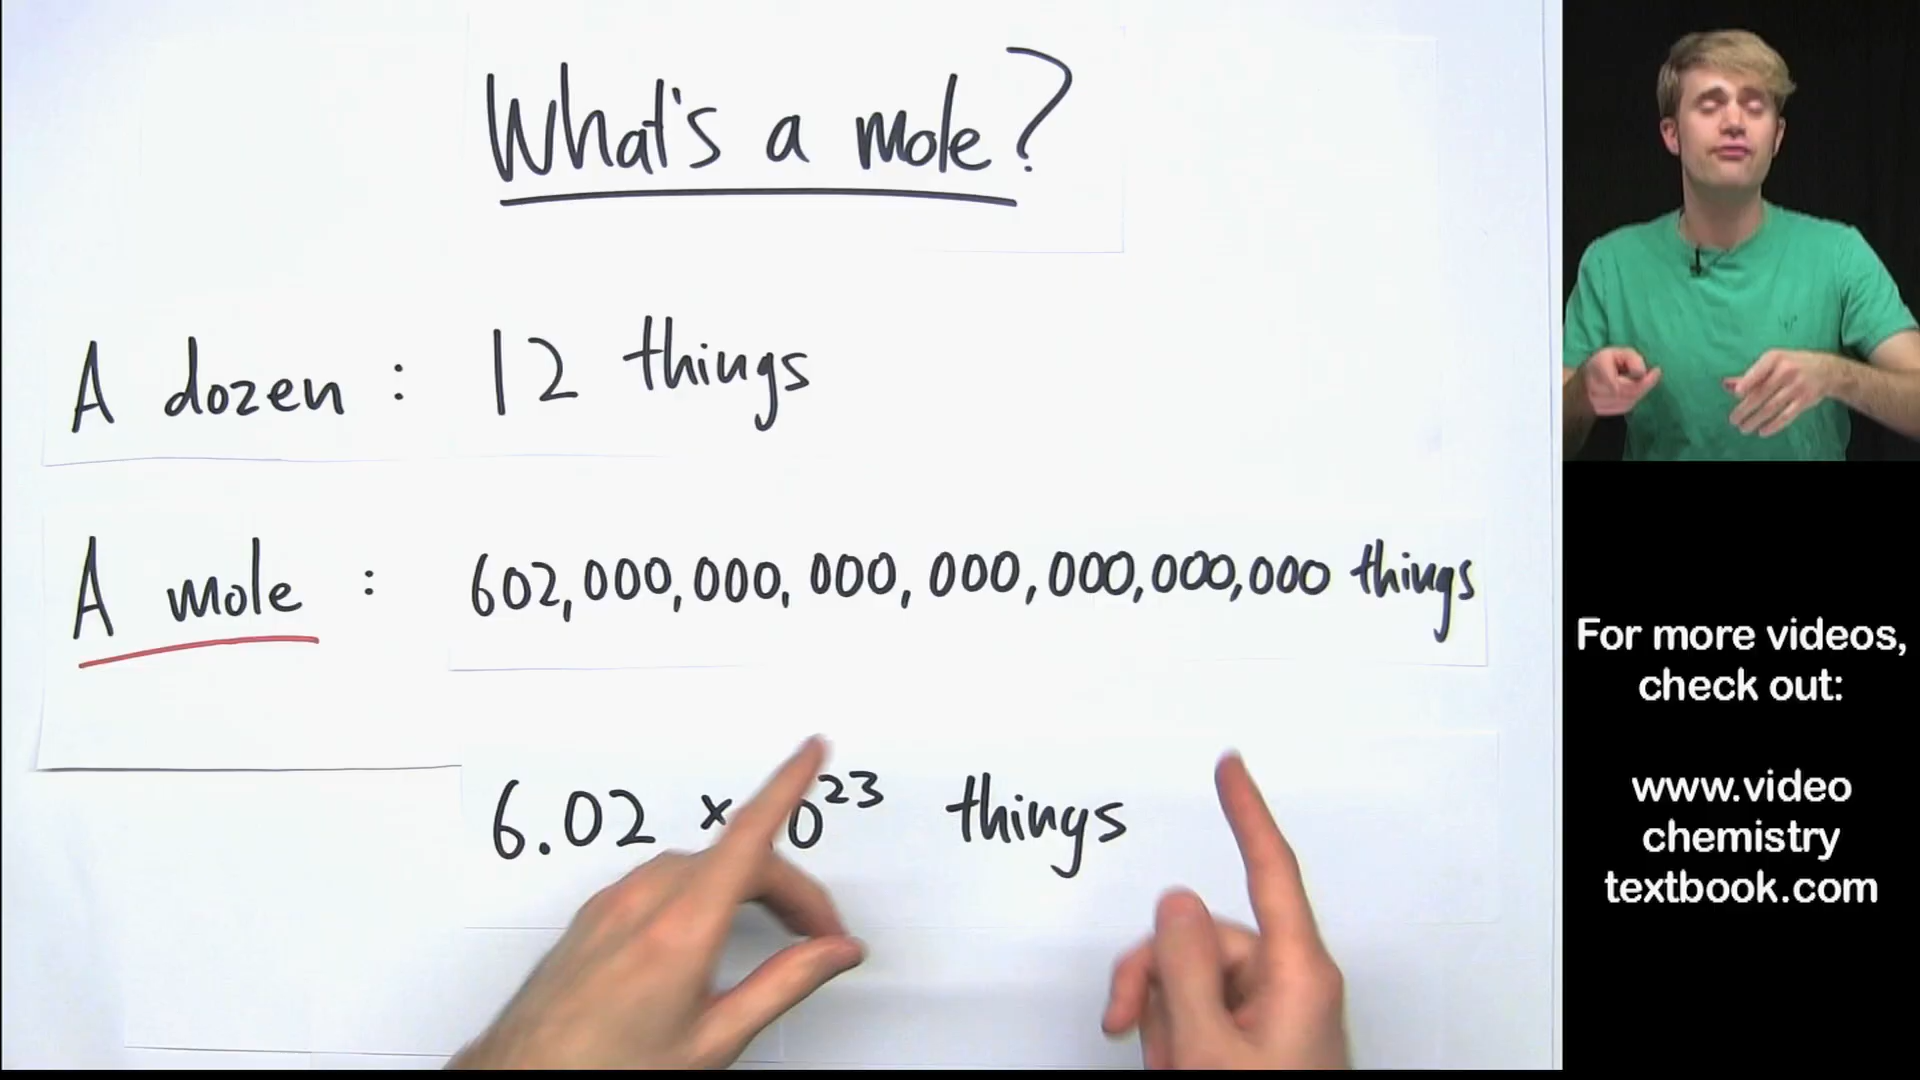 What's a mole?
A dozen : 12 things
A mole : 602,000,000,000,000,000,000,000 things
6.02 × 10²³ things
For more videos,
check out:
www.video
chemistry
textbook.com